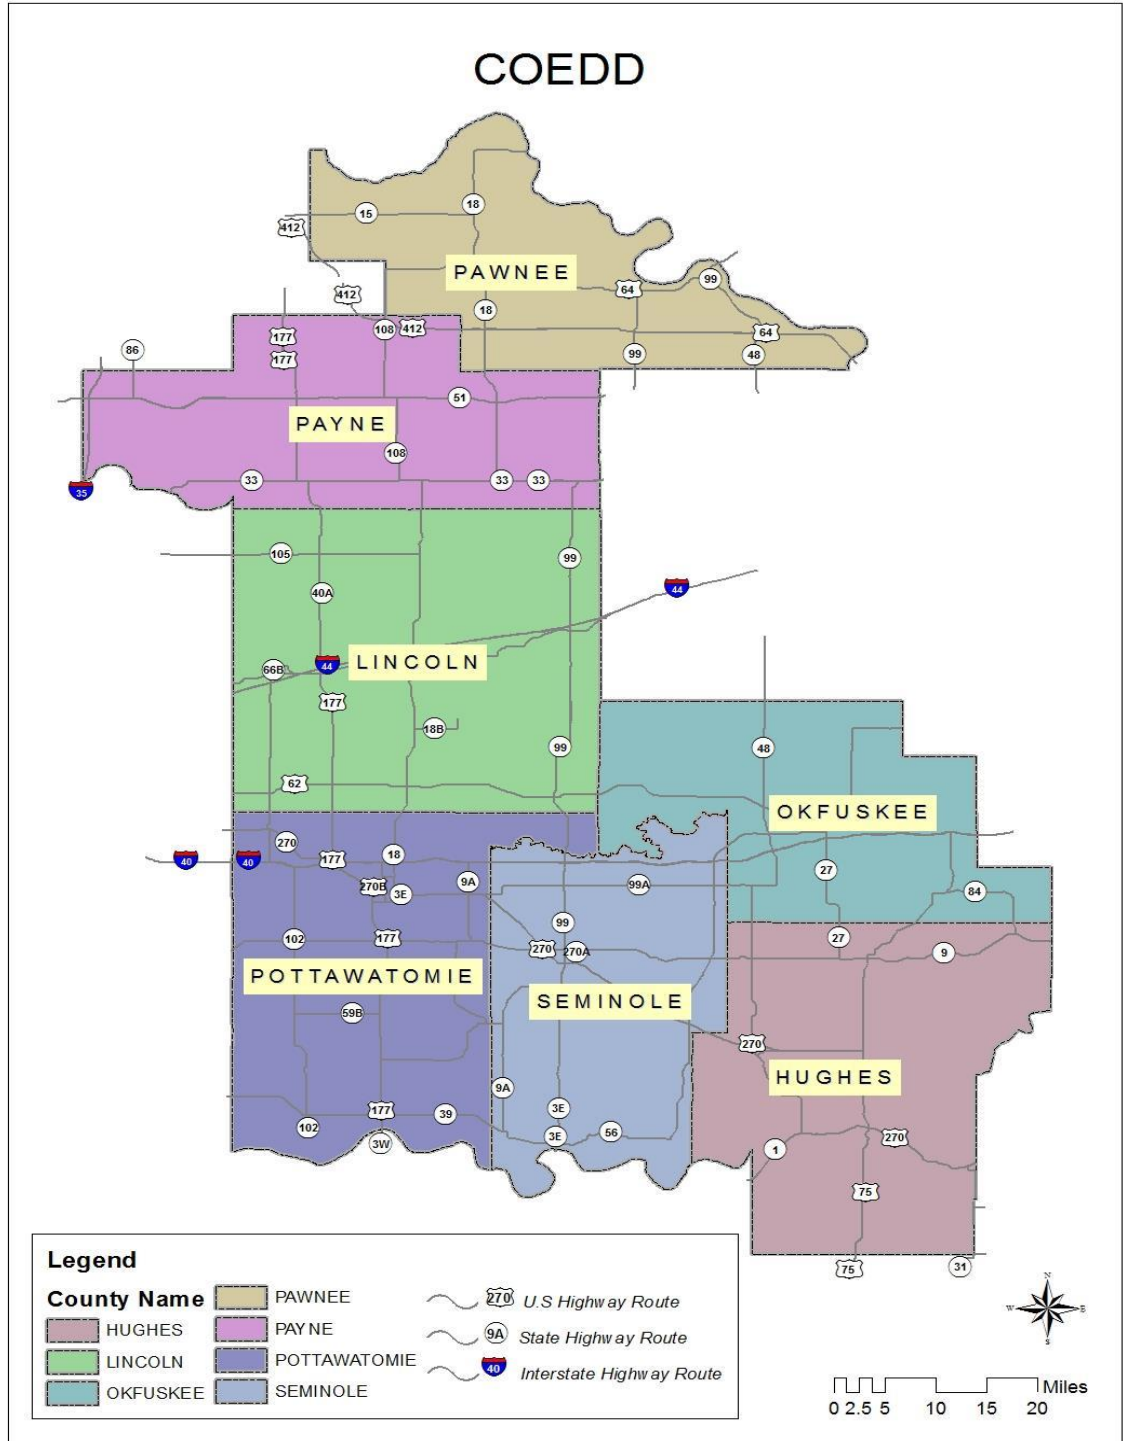 COEDD
15
18
412
PAWNEE
99
64
412
18
108
412
64
177
86
177
99
48
51
PAYNE
108
33
33
33
35
105
99
44
40A
LINCOLN
44
66B
177
18B
99
48
62
OKFUSKEE
270
18
177
40
40
27
270B
3E
9A
99A
84
99
102
177
27
270
270A
9
POTTAWATOMIE
SEMINOLE
59B
270
HUGHES
9A
177
39
3E
102
3W
3E
56
270
1
75
75
31
Legend
County Name
HUGHES
LINCOLN
OKFUSKEE
PAWNEE
PAYNE
POTTAWATOMIE
SEMINOLE
270 U.S Highway Route
9A State Highway Route
40 Interstate Highway Route
N
W E
S
Miles
0 2.5 5 10 15 20